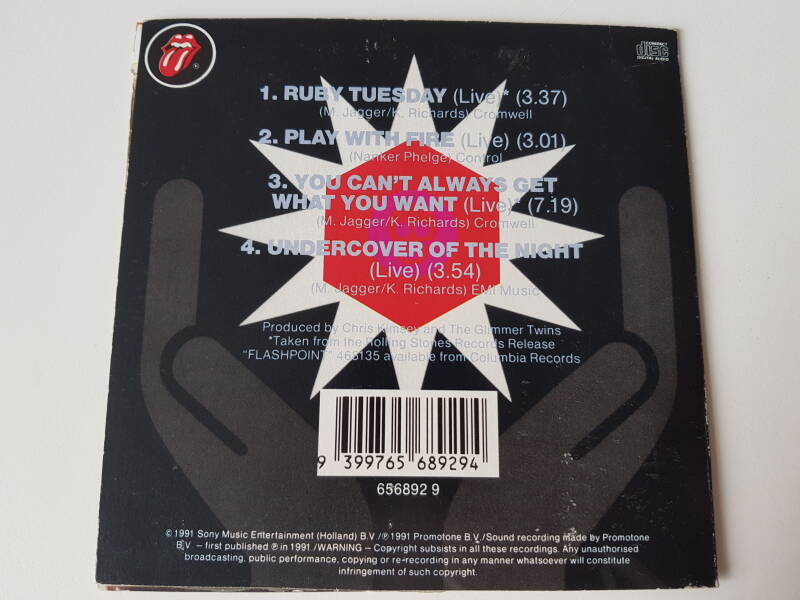 COMPACT
disc
DIGITAL AUDIO
1. RUBY TUESDAY (Live)* (3.37)
(M. Jagger/K. Richards) Cromwell
2. PLAY WITH FIRE (Live) (3.01)
(Nanker Phelge) Control
3. YOU CAN'T ALWAYS GET
WHAT YOU WANT (Live)* (7.19)
(M. Jagger/K. Richards) Cromwell
4. UNDERCOVER OF THE NIGHT
(Live) (3.54)
(M. Jagger/K. Richards) EMI Music
Produced by Chris Kimsey and The Glimmer Twins
*Taken from the Rolling Stones Records Release
"FLASHPOINT" 468135 available from Columbia Records
9 399765 689294
656892 9
© 1991 Sony Music Entertainment (Holland) B.V./℗ 1991 Promotone B.V./Sound recording made by Promotone
B.V. – first published ℗ in 1991./WARNING – Copyright subsists in all these recordings. Any unauthorised
broadcasting, public performance, copying or re-recording in any manner whatsoever will constitute
infringement of such copyright.